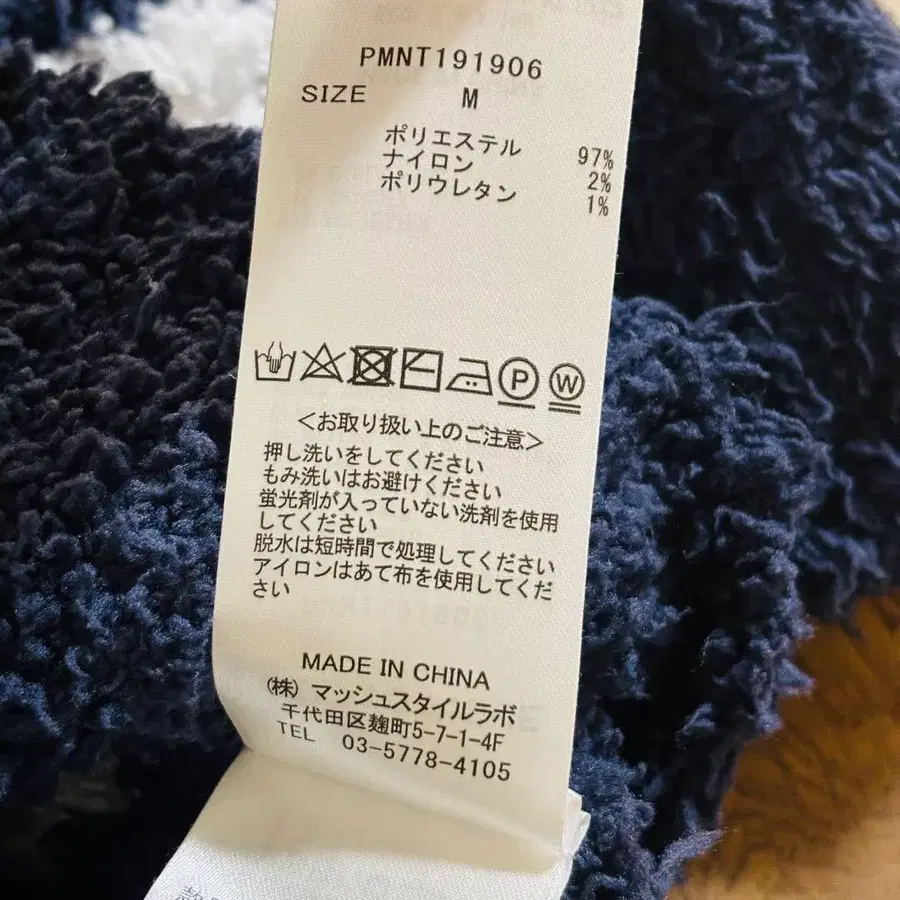 PMNT191906
SIZE M
ポリエステル 97%
ナイロン 2%
ポリウレタン 1%
P W
<お取り扱い上のご注意>
押し洗いをしてください
もみ洗いはお避けください
蛍光剤が入っていない洗剤を使用
してください
脱水は短時間で処理してください
アイロンはあて布を使用してくだ
さい
MADE IN CHINA
(株) マッシュスタイルラボ
千代田区麹町5-7-1-4F
TEL 03-5778-4105